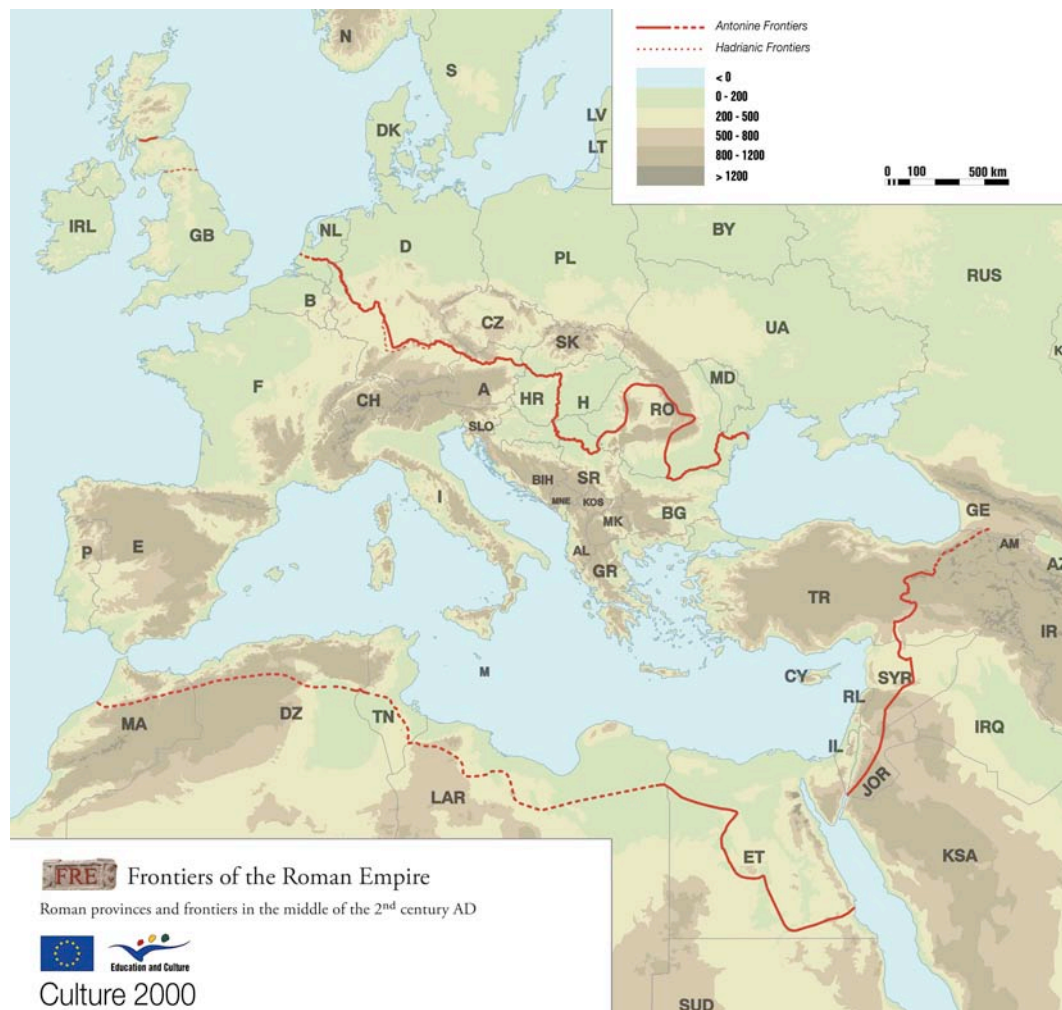 Antonine Frontiers
Hadrianic Frontiers
< 0
0 - 200
200 - 500
500 - 800
800 - 1200
> 1200
0 100 500 km
N
S
LV
DK
LT
IRL
GB
NL
D
PL
BY
RUS
B
CZ
SK
UA
K
F
CH
A
HR
H
RO
MD
SLO
BIH
SR
MNE
KOS
I
MK
BG
GE
AM
AZ
P
E
AL
GR
TR
IR
M
CY
SYR
RL
MA
DZ
TN
IL
IRQ
LAR
JOR
ET
KSA
SUD
FRE Frontiers of the Roman Empire
Roman provinces and frontiers in the middle of the 2nd century AD
Education and Culture
Culture 2000